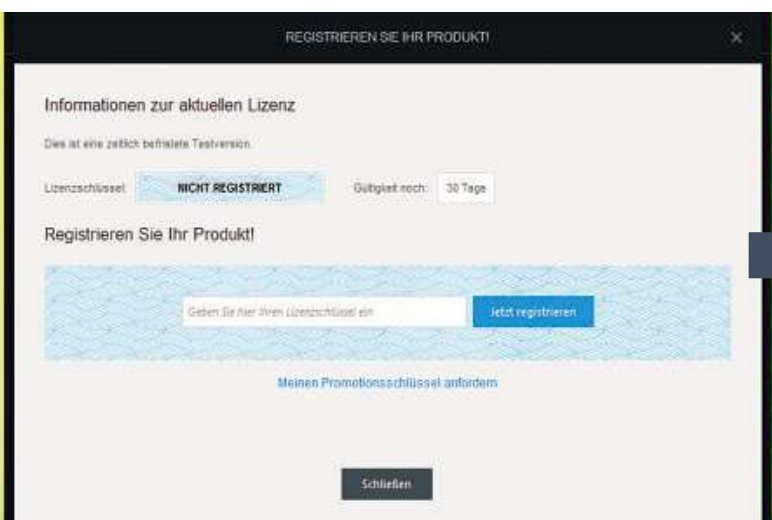 REGISTRIEREN SIE IHR PRODUKT!
Informationen zur aktuellen Lizenz
Dies ist eine zeitlich befristete Testversion.
Lizenzschlüssel: NICHT REGISTRIERT Gültigkeit noch: 30 Tage
Registrieren Sie Ihr Produkt!
Geben Sie hier Ihren Lizenzschlüssel ein Jetzt registrieren
Meinen Promotionsschlüssel anfordern
Schließen